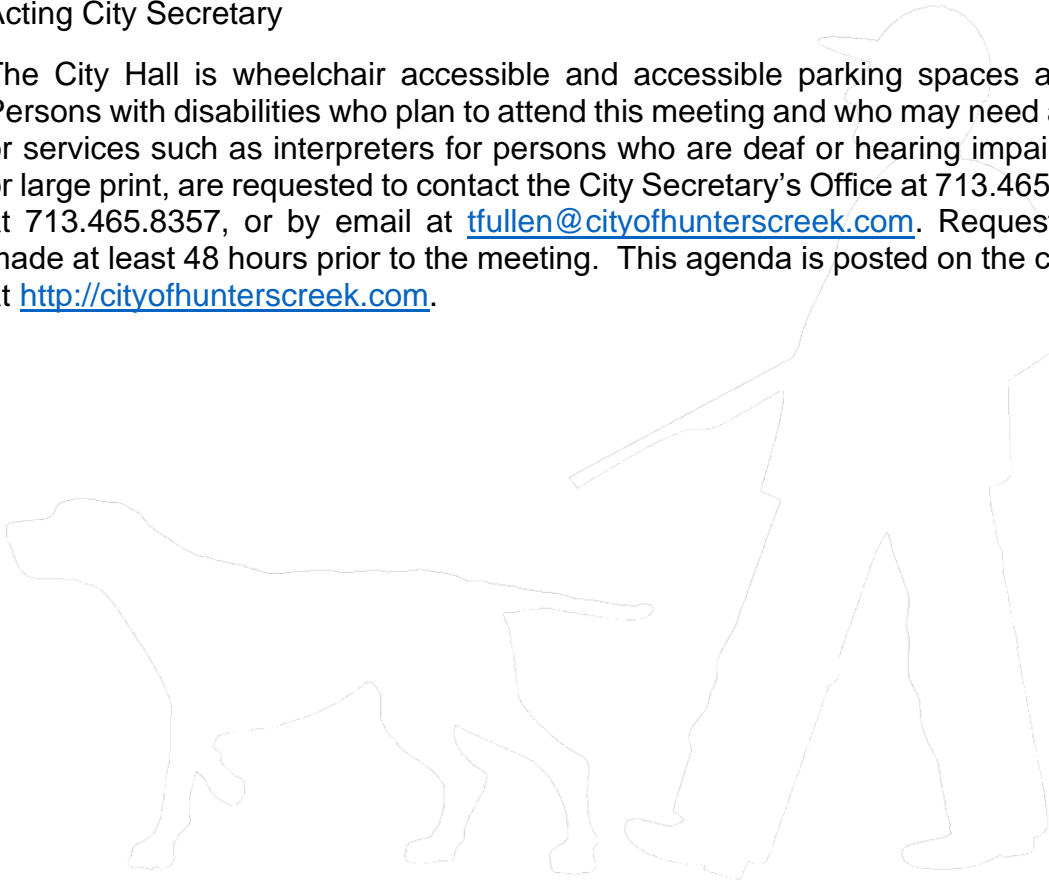 Acting City Secretary
The City Hall is wheelchair accessible and accessible parking spaces a
Persons with disabilities who plan to attend this meeting and who may need a
or services such as interpreters for persons who are deaf or hearing impai
or large print, are requested to contact the City Secretary’s Office at 713.465
at 713.465.8357, or by email at tfullen@cityofhunterscreek.com. Request
made at least 48 hours prior to the meeting. This agenda is posted on the c
at http://cityofhunterscreek.com.